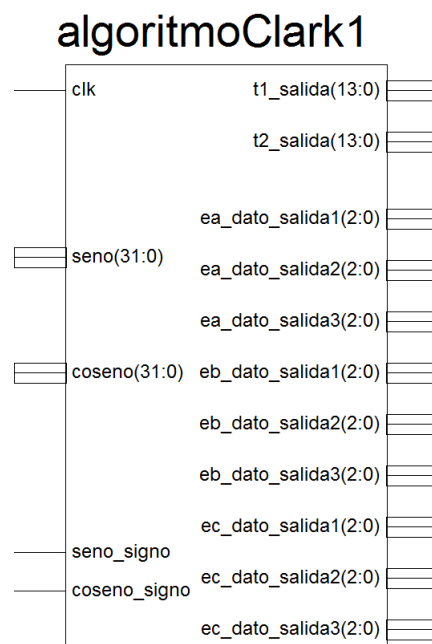 algoritmoClark1
clk t1_salida(13:0)
t2_salida(13:0)
ea_dato_salida1(2:0)
seno(31:0) ea_dato_salida2(2:0)
ea_dato_salida3(2:0)
coseno(31:0) eb_dato_salida1(2:0)
eb_dato_salida2(2:0)
eb_dato_salida3(2:0)
ec_dato_salida1(2:0)
seno_signo
ec_dato_salida2(2:0)
coseno_signo
ec_dato_salida3(2:0)